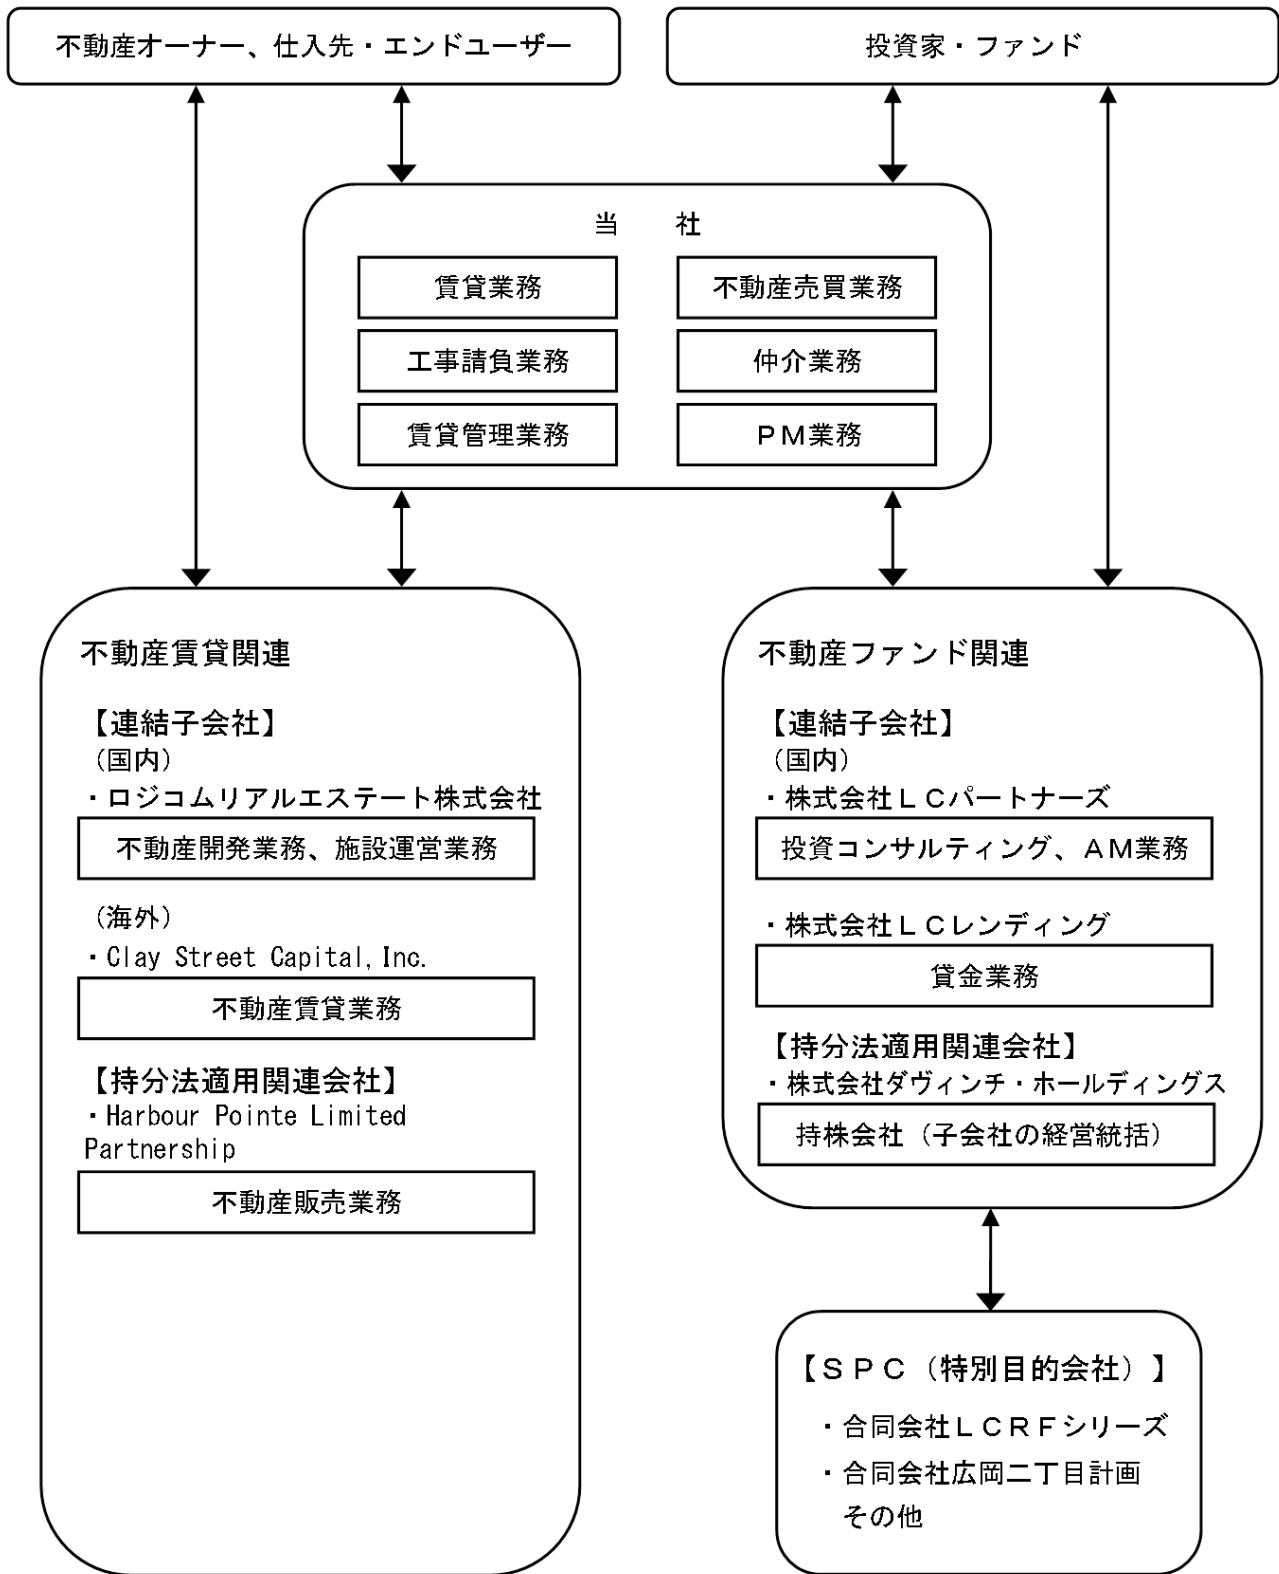 不動産オーナー、仕入先・エンドユーザー
投資家・ファンド
当　　社
賃貸業務
不動産売買業務
工事請負業務
仲介業務
賃貸管理業務
ＰＭ業務
不動産賃貸関連
【連結子会社】
（国内）
・ロジコムリアルエステート株式会社
不動産開発業務、施設運営業務
（海外）
・Clay Street Capital, Inc.
不動産賃貸業務
【持分法適用関連会社】
・Harbour Pointe Limited
Partnership
不動産販売業務
不動産ファンド関連
【連結子会社】
（国内）
・株式会社ＬＣパートナーズ
投資コンサルティング、ＡＭ業務
・株式会社ＬＣレンディング
貸金業務
【持分法適用関連会社】
・株式会社ダヴィンチ・ホールディングス
持株会社（子会社の経営統括）
【ＳＰＣ（特別目的会社）】
・合同会社ＬＣＲＦシリーズ
・合同会社広岡二丁目計画
その他